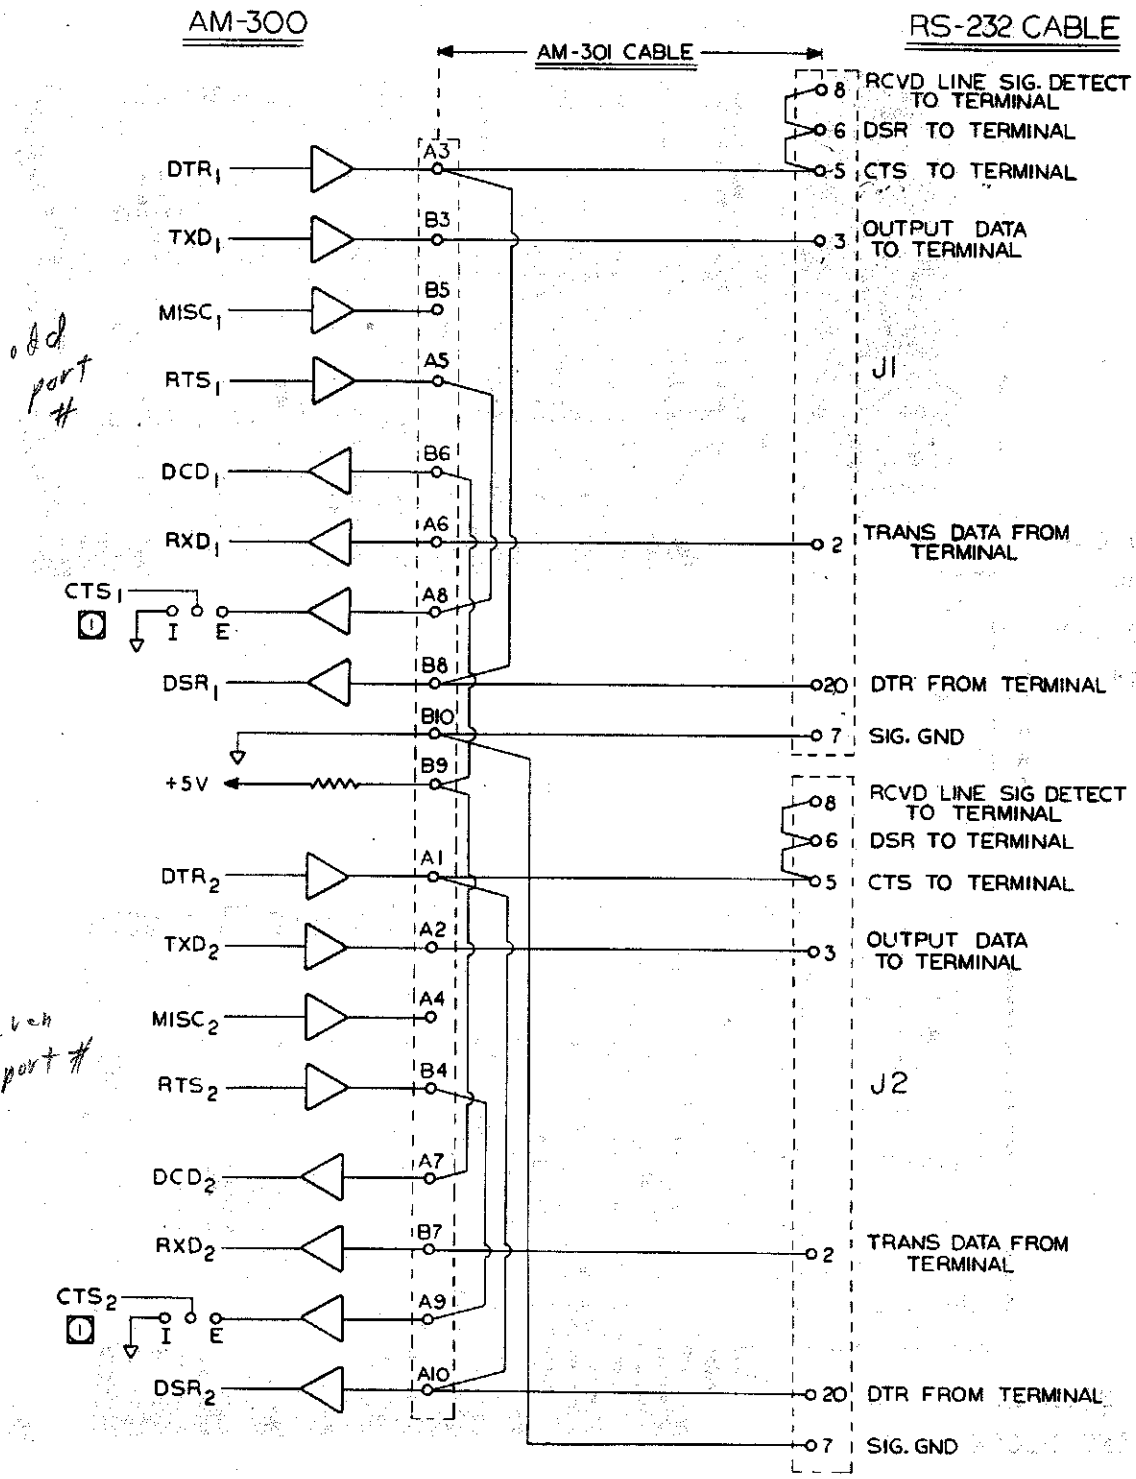 AM-300
AM-301 CABLE
RS-232 CABLE
8 RCVD LINE SIG. DETECT
TO TERMINAL
6 DSR TO TERMINAL
DTR1 A3 5 CTS TO TERMINAL
TXD1 B3 3 OUTPUT DATA
TO TERMINAL
MISC1 B5
odd
port
#
RTS1 A5
J1
DCD1 B6
RXD1 A6 2 TRANS DATA FROM
TERMINAL
CTS1 A8
1 I E
DSR1 B8 20 DTR FROM TERMINAL
B10 7 SIG. GND
+5V B9
8 RCVD LINE SIG DETECT
TO TERMINAL
6 DSR TO TERMINAL
DTR2 A1 5 CTS TO TERMINAL
TXD2 A2 3 OUTPUT DATA
TO TERMINAL
MISC2 A4
port #
RTS2 B4
J2
DCD2 A7
RXD2 B7 2 TRANS DATA FROM
TERMINAL
CTS2 A9
1 I E
DSR2 A10 20 DTR FROM TERMINAL
7 SIG. GND